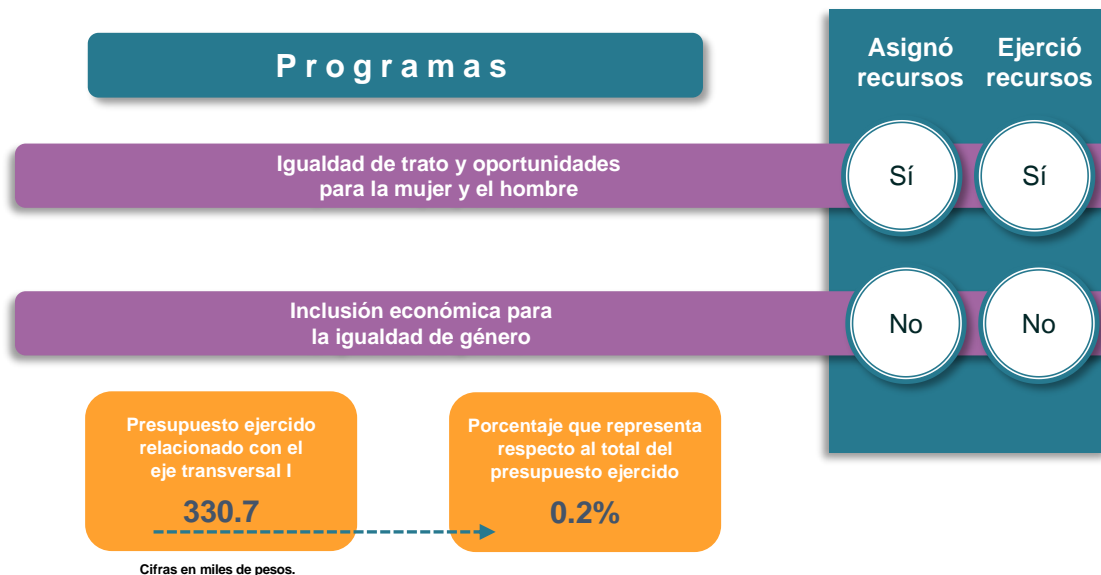 Programas
Asignó
recursos
Ejerció
recursos
Igualdad de trato y oportunidades
para la mujer y el hombre
Sí
Sí
Inclusión económica para
la igualdad de género
No
No
Presupuesto ejercido
relacionado con el
eje transversal I
330.7
Porcentaje que representa
respecto al total del
presupuesto ejercido
0.2%
Cifras en miles de pesos.